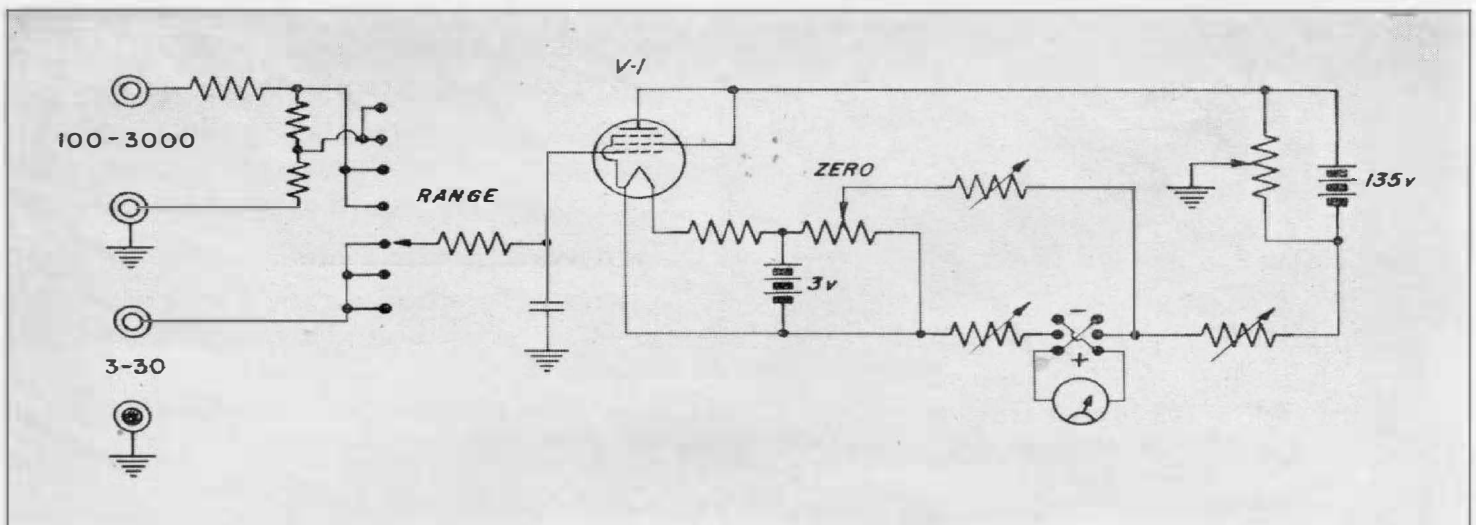 V-1
100-3000
RANGE
ZERO
135v
3v
-
+
3-30
A